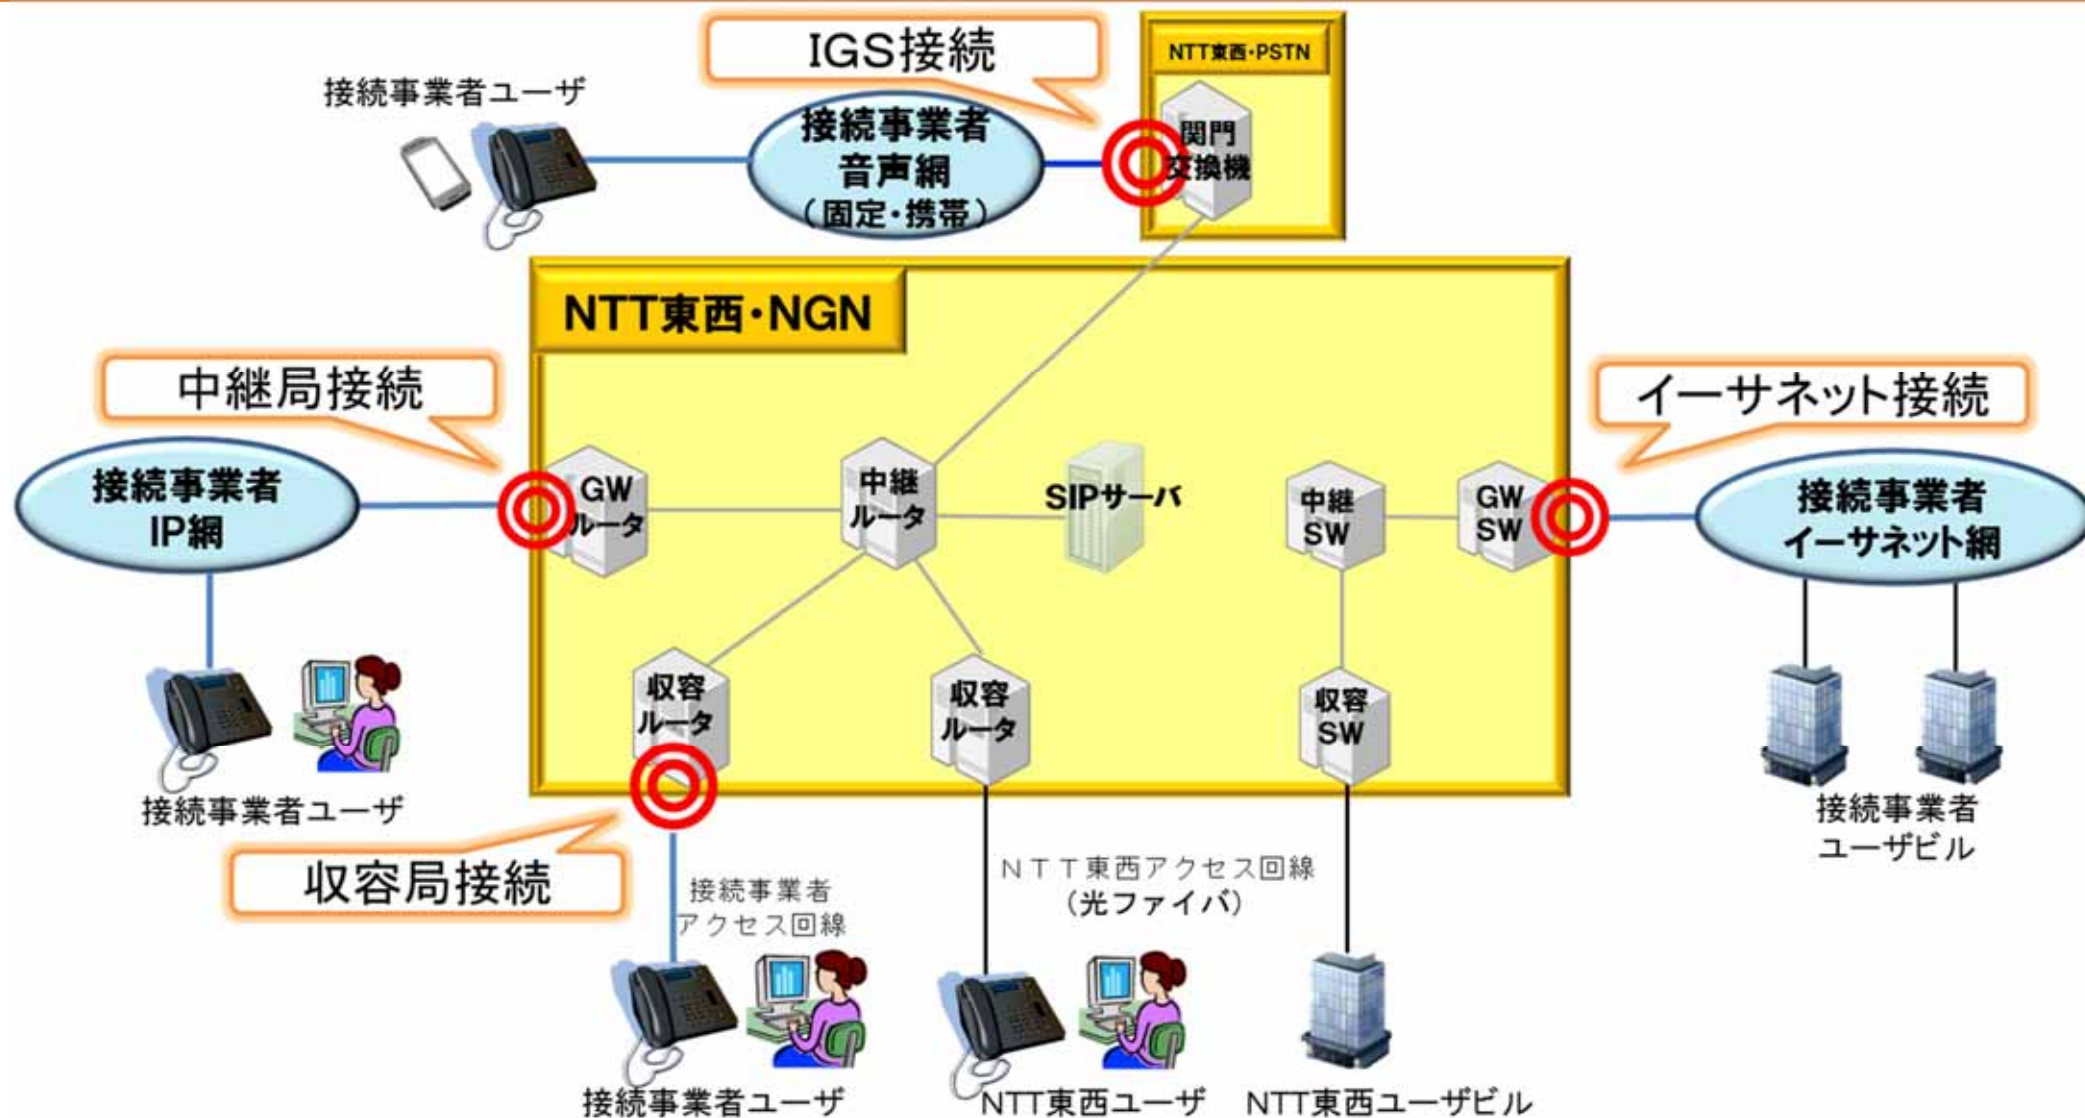 IGS接続
NTT東西・PSTN
接続事業者ユーザ
接続事業者
音声網
(固定・携帯)
関門
交換機
NTT東西・NGN
中継局接続
イーサネット接続
接続事業者
IP網
GW
ルータ
中継
ルータ
SIPサーバ
中継
SW
GW
SW
接続事業者
イーサネット網
収容
ルータ
収容
ルータ
収容
SW
接続事業者ユーザ
接続事業者
ユーザビル
収容局接続
接続事業者
アクセス回線
NTT東西アクセス回線
(光ファイバ)
接続事業者ユーザ
NTT東西ユーザ
NTT東西ユーザビル